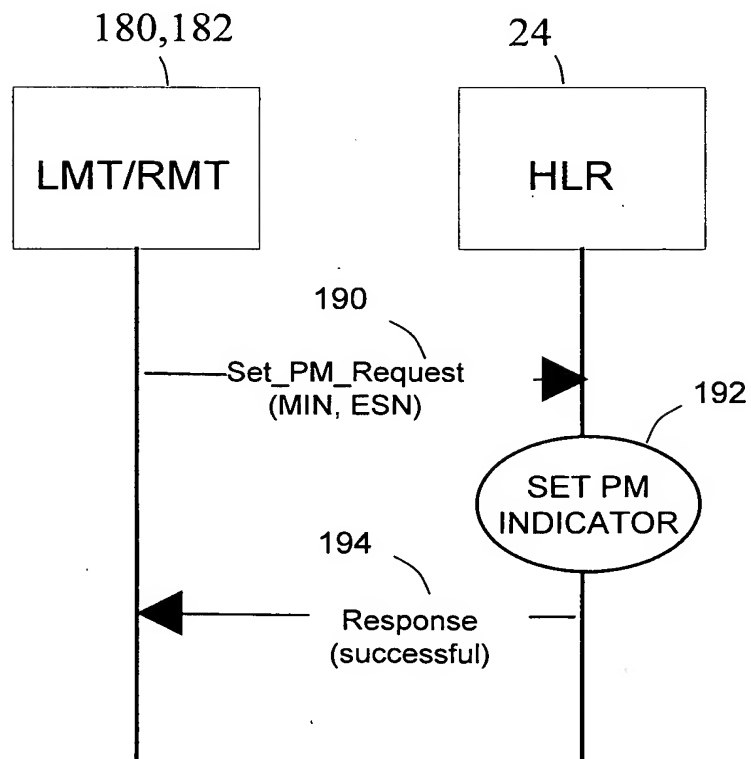 180,182
24
LMT/RMT
HLR
190
Set_PM_Request
(MIN, ESN)
192
SET PM
INDICATOR
194
Response
(successful)